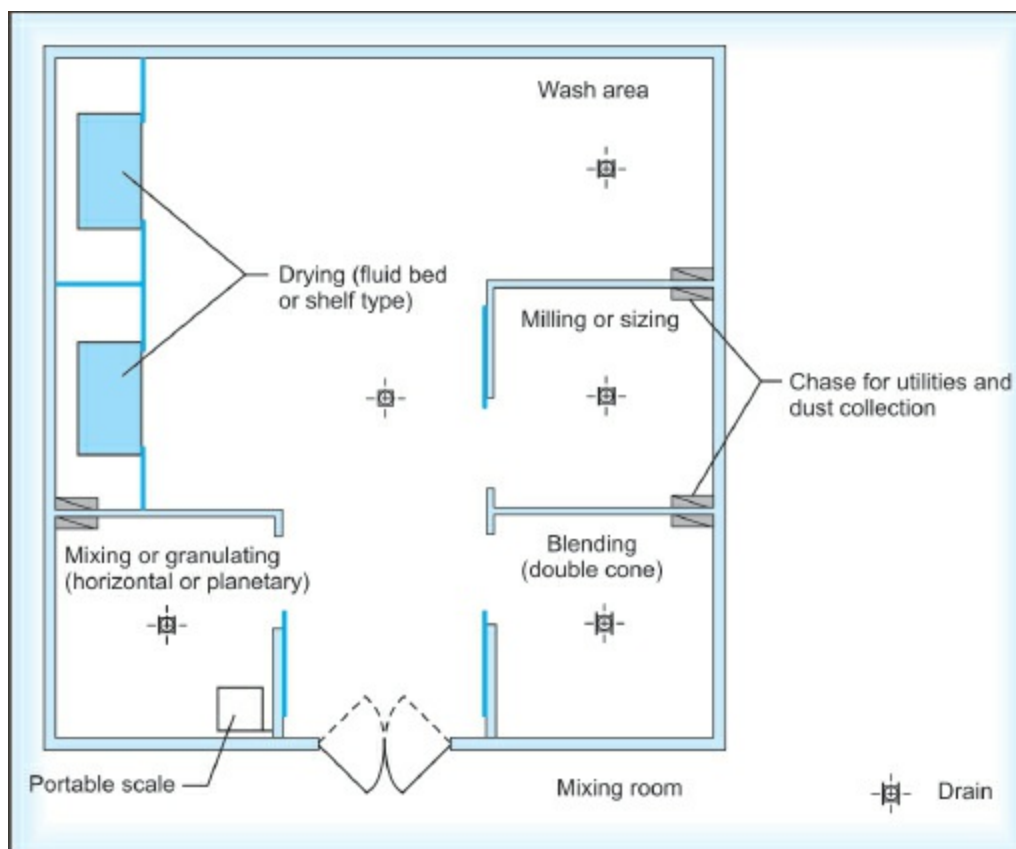 Wash area
Drying (fluid bed
or shelf type)
Milling or sizing
Chase for utilities and
dust collection
Mixing or granulating
(horizontal or planetary)
Blending
(double cone)
Portable scale
Mixing room
Drain